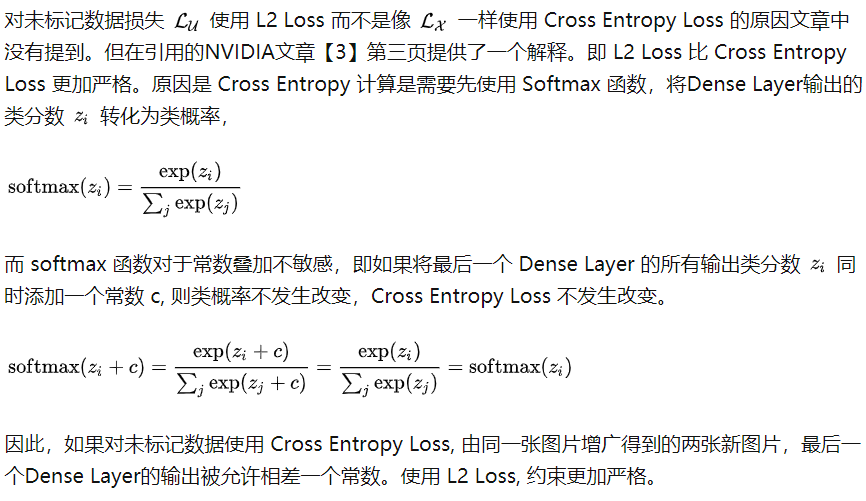 对未标记数据损失 $\mathcal{L}_{\mathcal{U}}$ 使用 L2 Loss 而不是像 $\mathcal{L}_{\mathcal{X}}$ 一样使用 Cross Entropy Loss 的原因文章中
没有提到。但在引用的NVIDIA文章【3】第三页提供了一个解释。即 L2 Loss 比 Cross Entropy
Loss 更加严格。原因是 Cross Entropy 计算是需要先使用 Softmax 函数，将Dense Layer输出的
类分数 $z_i$ 转化为类概率，
$\mathrm{softmax}(z_i) = \frac{\exp(z_i)}{\sum_j \exp(z_j)}$
而 softmax 函数对于常数叠加不敏感，即如果将最后一个 Dense Layer 的所有输出类分数 $z_i$ 同
时添加一个常数 c, 则类概率不发生改变，Cross Entropy Loss 不发生改变。
$\mathrm{softmax}(z_i + c) = \frac{\exp(z_i + c)}{\sum_j \exp(z_j + c)} = \frac{\exp(z_i)}{\sum_j \exp(z_j)} = \mathrm{softmax}(z_i)$
因此，如果对未标记数据使用 Cross Entropy Loss, 由同一张图片增广得到的两张新图片，最后一
个Dense Layer的输出被允许相差一个常数。使用 L2 Loss, 约束更加严格。